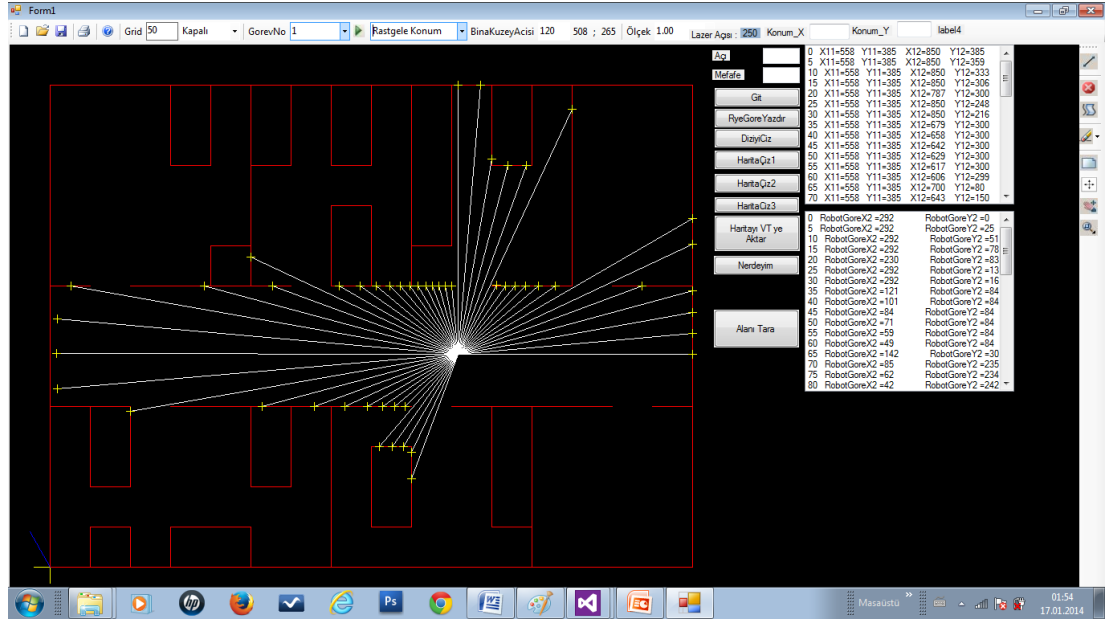 Form1
Grid 50 Kapalı GorevNo 1 Rastgele Konum BinaKuzeyAcisi 120 508 ; 265 Ölçek 1.00 Lazer Açısı : 250 Konum_X Konum_Y label4
Açı
Mefafe
Git
RyeGoreYazdır
DiziyiCiz
HaritaÇiz1
HaritaÇiz2
HaritaCiz3
Haritayı VT ye
Aktar
Nerdeyim
Alanı Tara
0 X11=558 Y11=385 X12=850 Y12=385
5 X11=558 Y11=385 X12=850 Y12=359
10 X11=558 Y11=385 X12=850 Y12=333
15 X11=558 Y11=385 X12=850 Y12=306
20 X11=558 Y11=385 X12=787 Y12=300
25 X11=558 Y11=385 X12=850 Y12=248
30 X11=558 Y11=385 X12=850 Y12=216
35 X11=558 Y11=385 X12=679 Y12=300
40 X11=558 Y11=385 X12=658 Y12=300
45 X11=558 Y11=385 X12=642 Y12=300
50 X11=558 Y11=385 X12=629 Y12=300
55 X11=558 Y11=385 X12=617 Y12=300
60 X11=558 Y11=385 X12=606 Y12=299
65 X11=558 Y11=385 X12=700 Y12=80
70 X11=558 Y11=385 X12=643 Y12=150
0 RobotGoreX2 =292 RobotGoreY2 =0
5 RobotGoreX2 =292 RobotGoreY2 =25
10 RobotGoreX2 =292 RobotGoreY2 =51
15 RobotGoreX2 =292 RobotGoreY2 =78
20 RobotGoreX2 =230 RobotGoreY2 =83
25 RobotGoreX2 =292 RobotGoreY2 =13
30 RobotGoreX2 =292 RobotGoreY2 =16
35 RobotGoreX2 =121 RobotGoreY2 =84
40 RobotGoreX2 =101 RobotGoreY2 =84
45 RobotGoreX2 =84 RobotGoreY2 =84
50 RobotGoreX2 =71 RobotGoreY2 =84
55 RobotGoreX2 =59 RobotGoreY2 =84
60 RobotGoreX2 =49 RobotGoreY2 =84
65 RobotGoreX2 =142 RobotGoreY2 =30
70 RobotGoreX2 =85 RobotGoreY2 =235
75 RobotGoreX2 =62 RobotGoreY2 =234
80 RobotGoreX2 =42 RobotGoreY2 =242
Masaüstü
01:54
17.01.2014